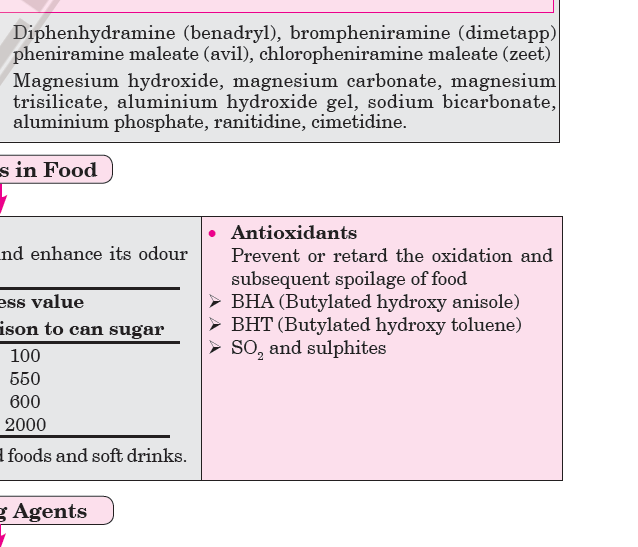 Diphenhydramine (benadryl), brompheniramine (dimetapp)
pheniramine maleate (avil), chloropheniramine maleate (zeet)
Magnesium hydroxide, magnesium carbonate, magnesium
trisilicate, aluminium hydroxide gel, sodium bicarbonate,
aluminium phosphate, ranitidine, cimetidine.
s in Food
nd enhance its odour
ess value
ison to can sugar
100
550
600
2000
d foods and soft drinks.
• Antioxidants
Prevent or retard the oxidation and
subsequent spoilage of food
➢ BHA (Butylated hydroxy anisole)
➢ BHT (Butylated hydroxy toluene)
➢ SO₂ and sulphites
g Agents